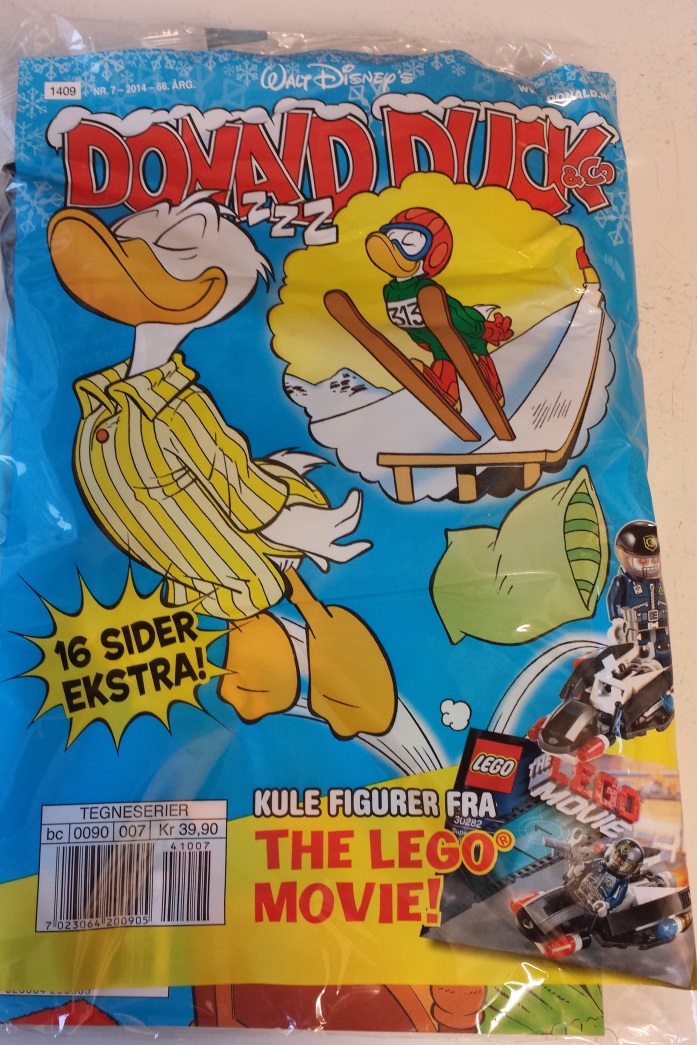 1409
NR. 7 - 2014 - 66. ÅRG.
WALT DISNEY'S
DONALD DUCK
&CO
ZZZ
313
16 SIDER
EKSTRA!
TEGNESERIER
bc 0090 007 Kr 39,90
41007
7 023064 200905
KULE FIGURER FRA
THE LEGO®
MOVIE!
LEGO
THE
LEGO
MOVIE
30282